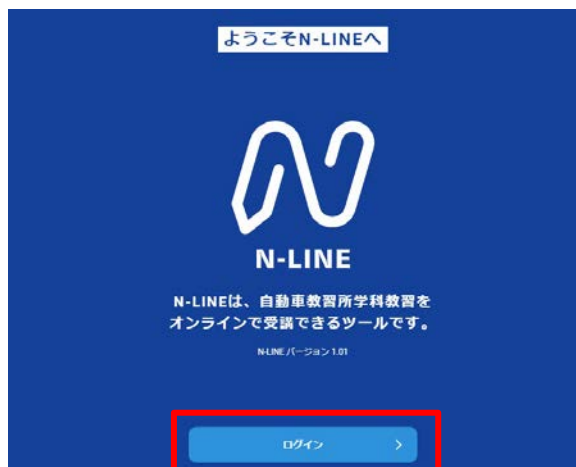 ようこそN-LINEへ
N-LINE
N-LINEは、自動車教習所学科教習を
オンラインで受講できるツールです。
N-LINE バージョン 1.01
ログイン